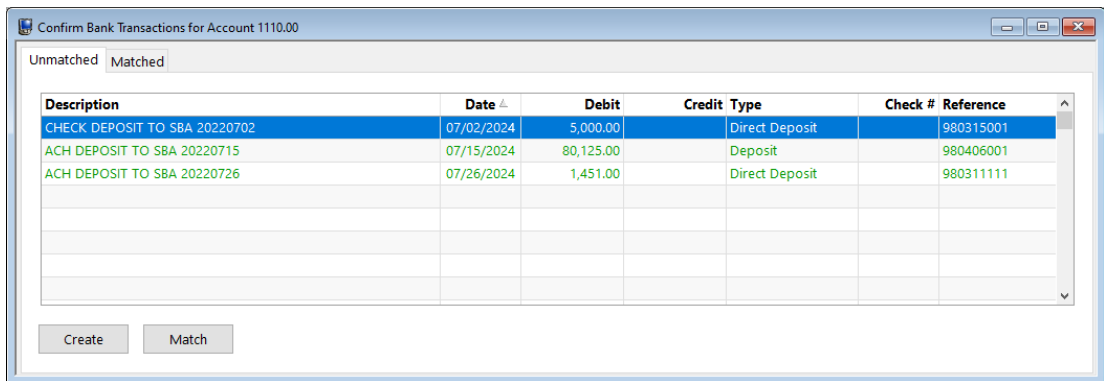 Confirm Bank Transactions for Account 1110.00
Unmatched Matched
Description Date Debit Credit Type Check # Reference
CHECK DEPOSIT TO SBA 20220702 07/02/2024 5,000.00 Direct Deposit 980315001
ACH DEPOSIT TO SBA 20220715 07/15/2024 80,125.00 Deposit 980406001
ACH DEPOSIT TO SBA 20220726 07/26/2024 1,451.00 Direct Deposit 980311111
Create Match